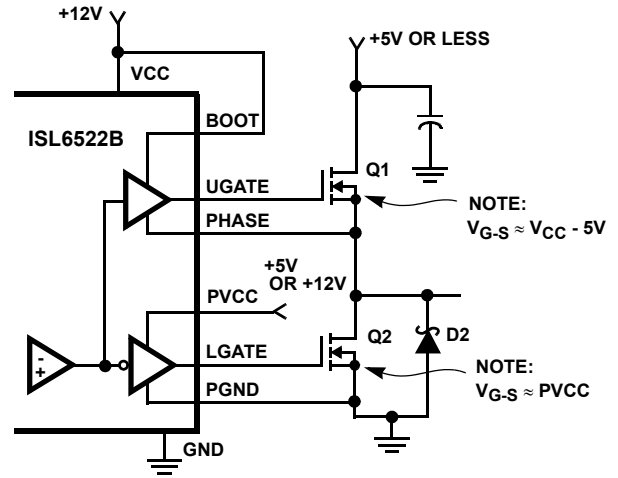 +12V
+5V OR LESS
VCC
BOOT
ISL6522B
Q1
UGATE
NOTE:
VG-S ≈ VCC - 5V
PHASE
+5V
OR +12V
PVCC
Q2
D2
LGATE
- 
+
NOTE:
VG-S ≈ PVCC
PGND
GND